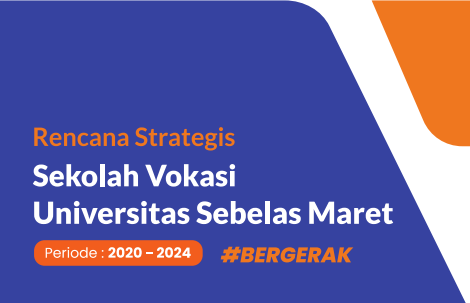 Rencana Strategis
Sekolah Vokasi
Universitas Sebelas Maret
Periode : 2020 – 2024 #BERGERAK